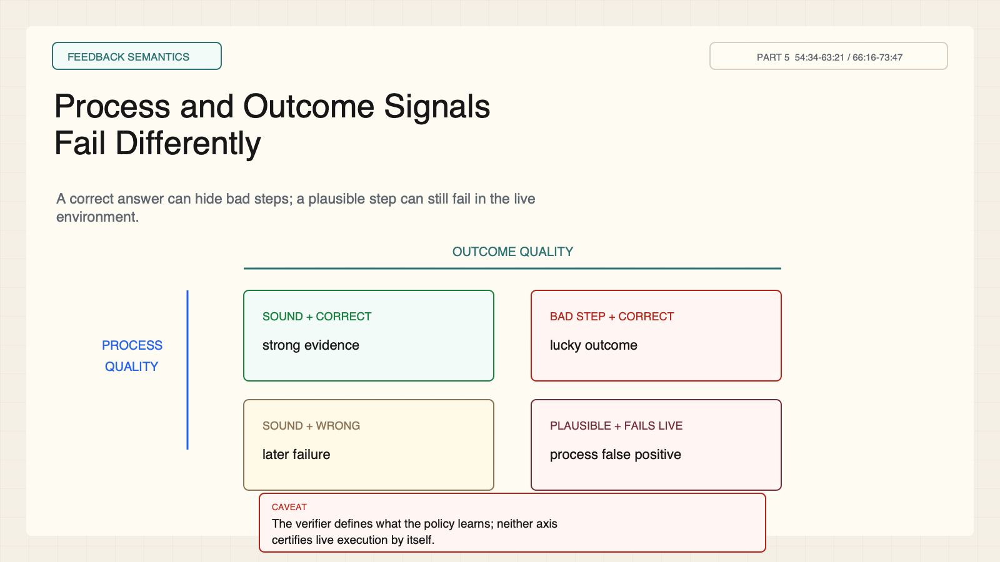 FEEDBACK SEMANTICS
PART 5 54:34-63:21 / 66:16-73:47
Process and Outcome Signals
Fail Differently
A correct answer can hide bad steps; a plausible step can still fail in the live
environment.
OUTCOME QUALITY
PROCESS
QUALITY
SOUND + CORRECT
strong evidence
BAD STEP + CORRECT
lucky outcome
SOUND + WRONG
later failure
PLAUSIBLE + FAILS LIVE
process false positive
CAVEAT
The verifier defines what the policy learns; neither axis
certifies live execution by itself.